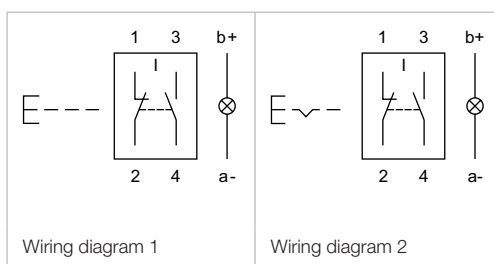 1 3 b+
I
2 4 a-
Wiring diagram 1
1 3 b+
I
2 4 a-
Wiring diagram 2